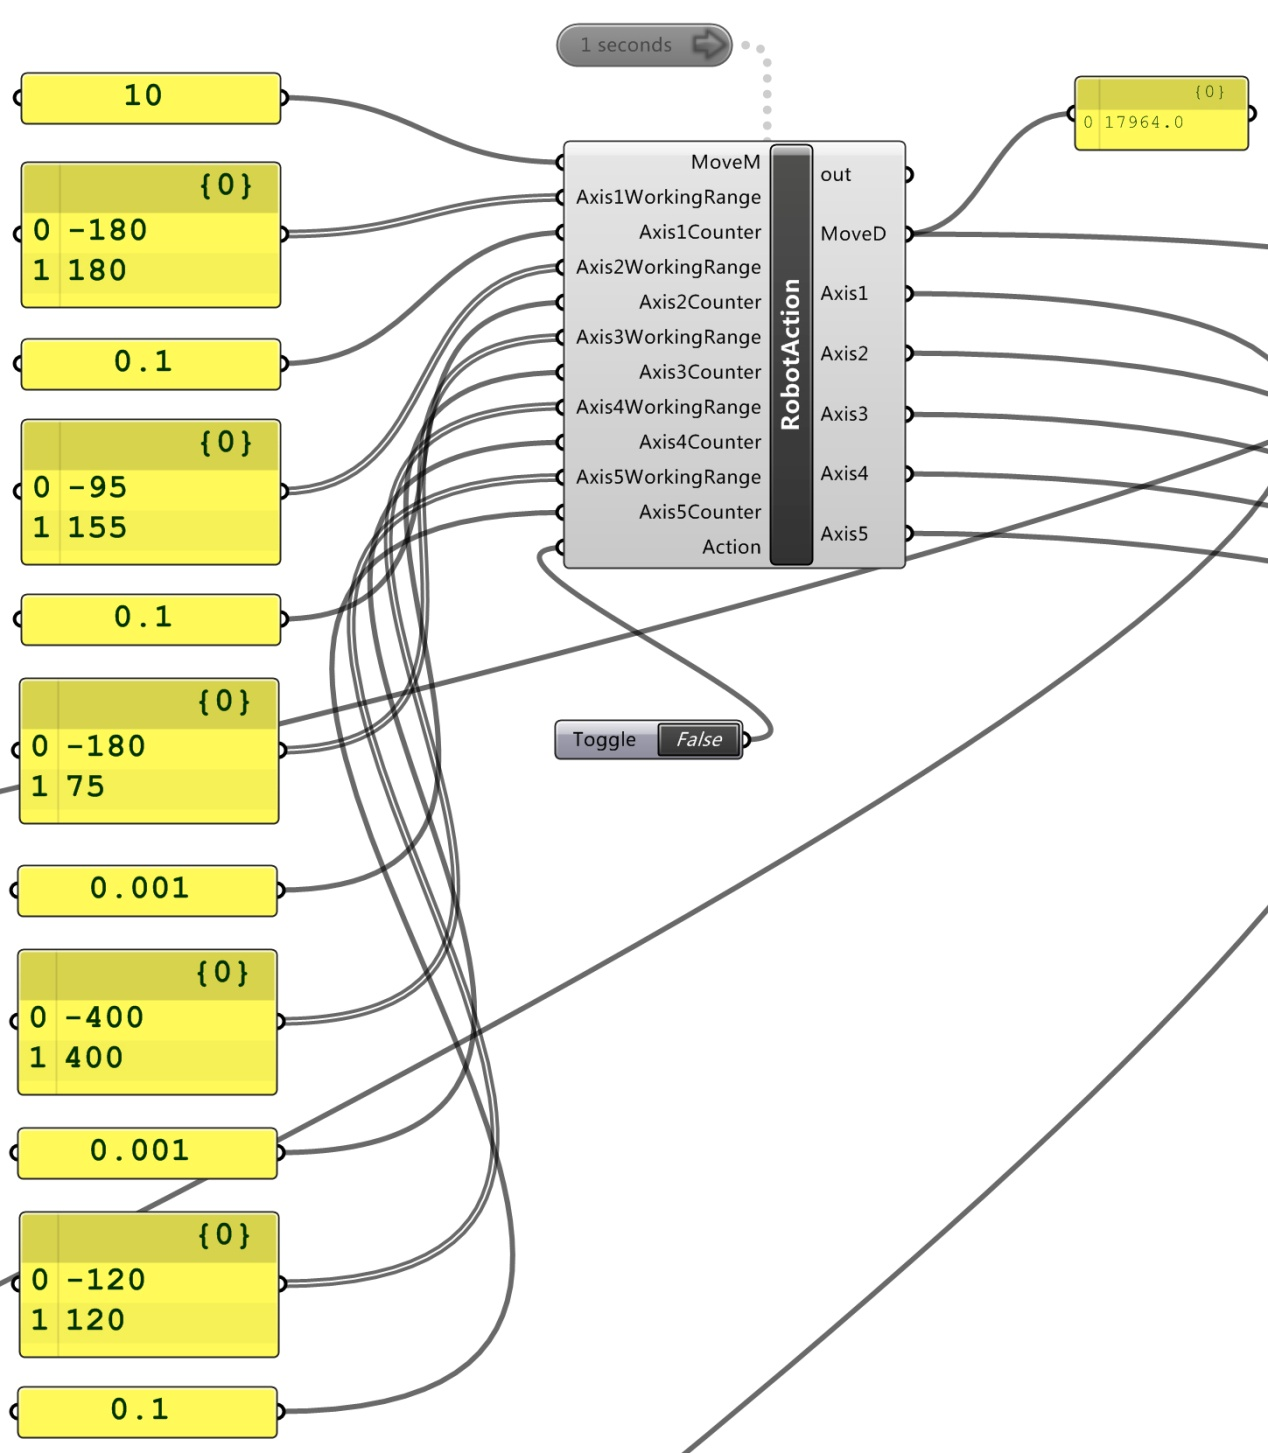 1 seconds
10
{0}
0 -180
1 180
0.1
{0}
0 -95
1 155
0.1
{0}
0 -180
1 75
0.001
{0}
0 -400
1 400
0.001
{0}
0 -120
1 120
0.1
MoveM
Axis1WorkingRange
Axis1Counter
Axis2WorkingRange
Axis2Counter
Axis3WorkingRange
Axis3Counter
Axis4WorkingRange
Axis4Counter
Axis5WorkingRange
Axis5Counter
Action
RobotAction
out
MoveD
Axis1
Axis2
Axis3
Axis4
Axis5
Toggle False
{0}
0 17964.0